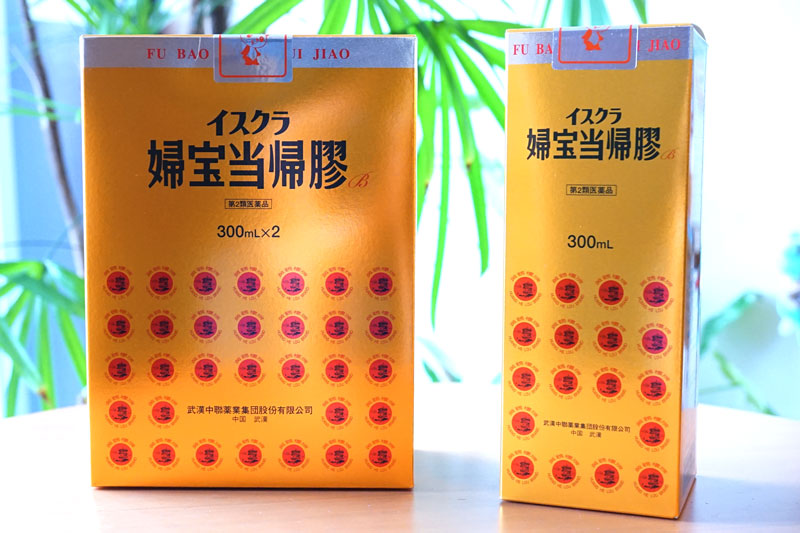 FU BAO
UI JIAO
イスクラ
婦宝当帰膠B
第2類医薬品
300mL×2
武漢中聯薬業集団股份有限公司
中国 武漢
FU BA
JIAO
イスクラ
婦宝当帰膠B
第2類医薬品
300mL
武漢中聯薬業集団股份有限公司
中国 武漢